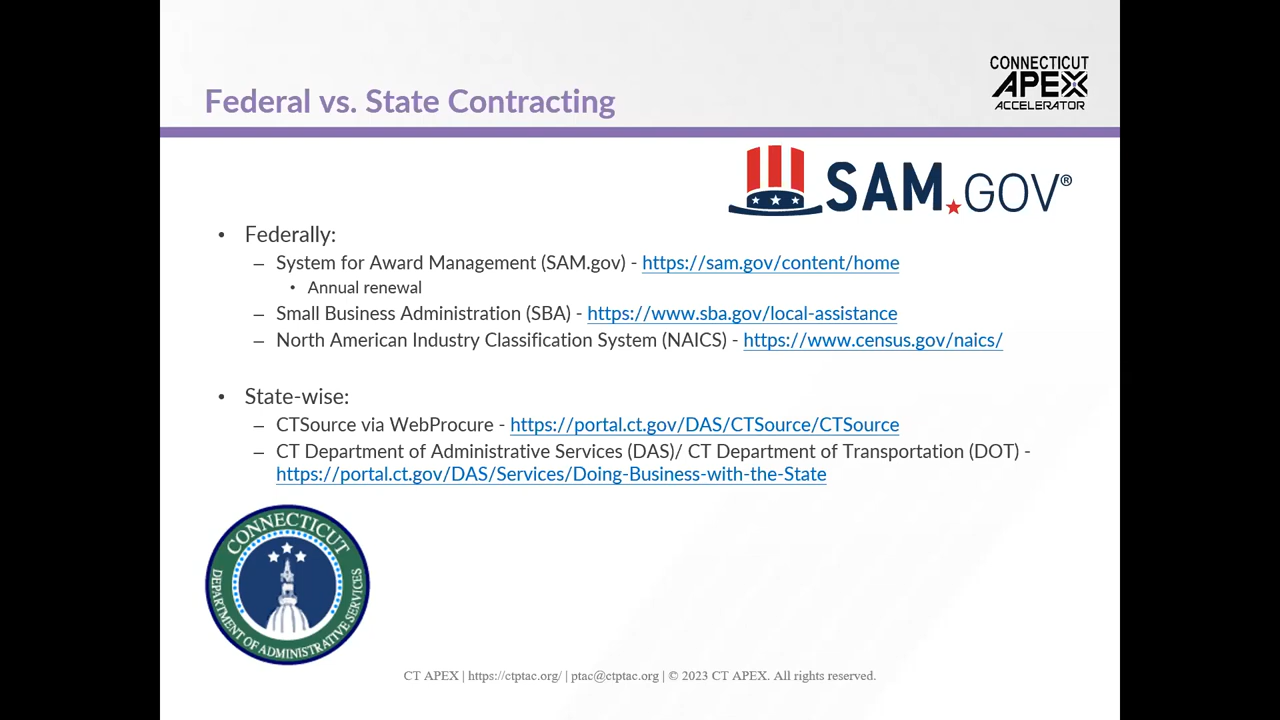 CONNECTICUT
APEX
ACCELERATOR
Federal vs. State Contracting
SAM.GOV®
• Federally:
– System for Award Management (SAM.gov) - https://sam.gov/content/home
• Annual renewal
– Small Business Administration (SBA) - https://www.sba.gov/local-assistance
– North American Industry Classification System (NAICS) - https://www.census.gov/naics/
• State-wise:
– CTSource via WebProcure - https://portal.ct.gov/DAS/CTSource/CTSource
– CT Department of Administrative Services (DAS)/ CT Department of Transportation (DOT) -
https://portal.ct.gov/DAS/Services/Doing-Business-with-the-State
CONNECTICUT
DEPARTMENT OF ADMINISTRATIVE SERVICES
CT APEX | https://ctptac.org/ | ptac@ctptac.org | © 2023 CT APEX. All rights reserved.